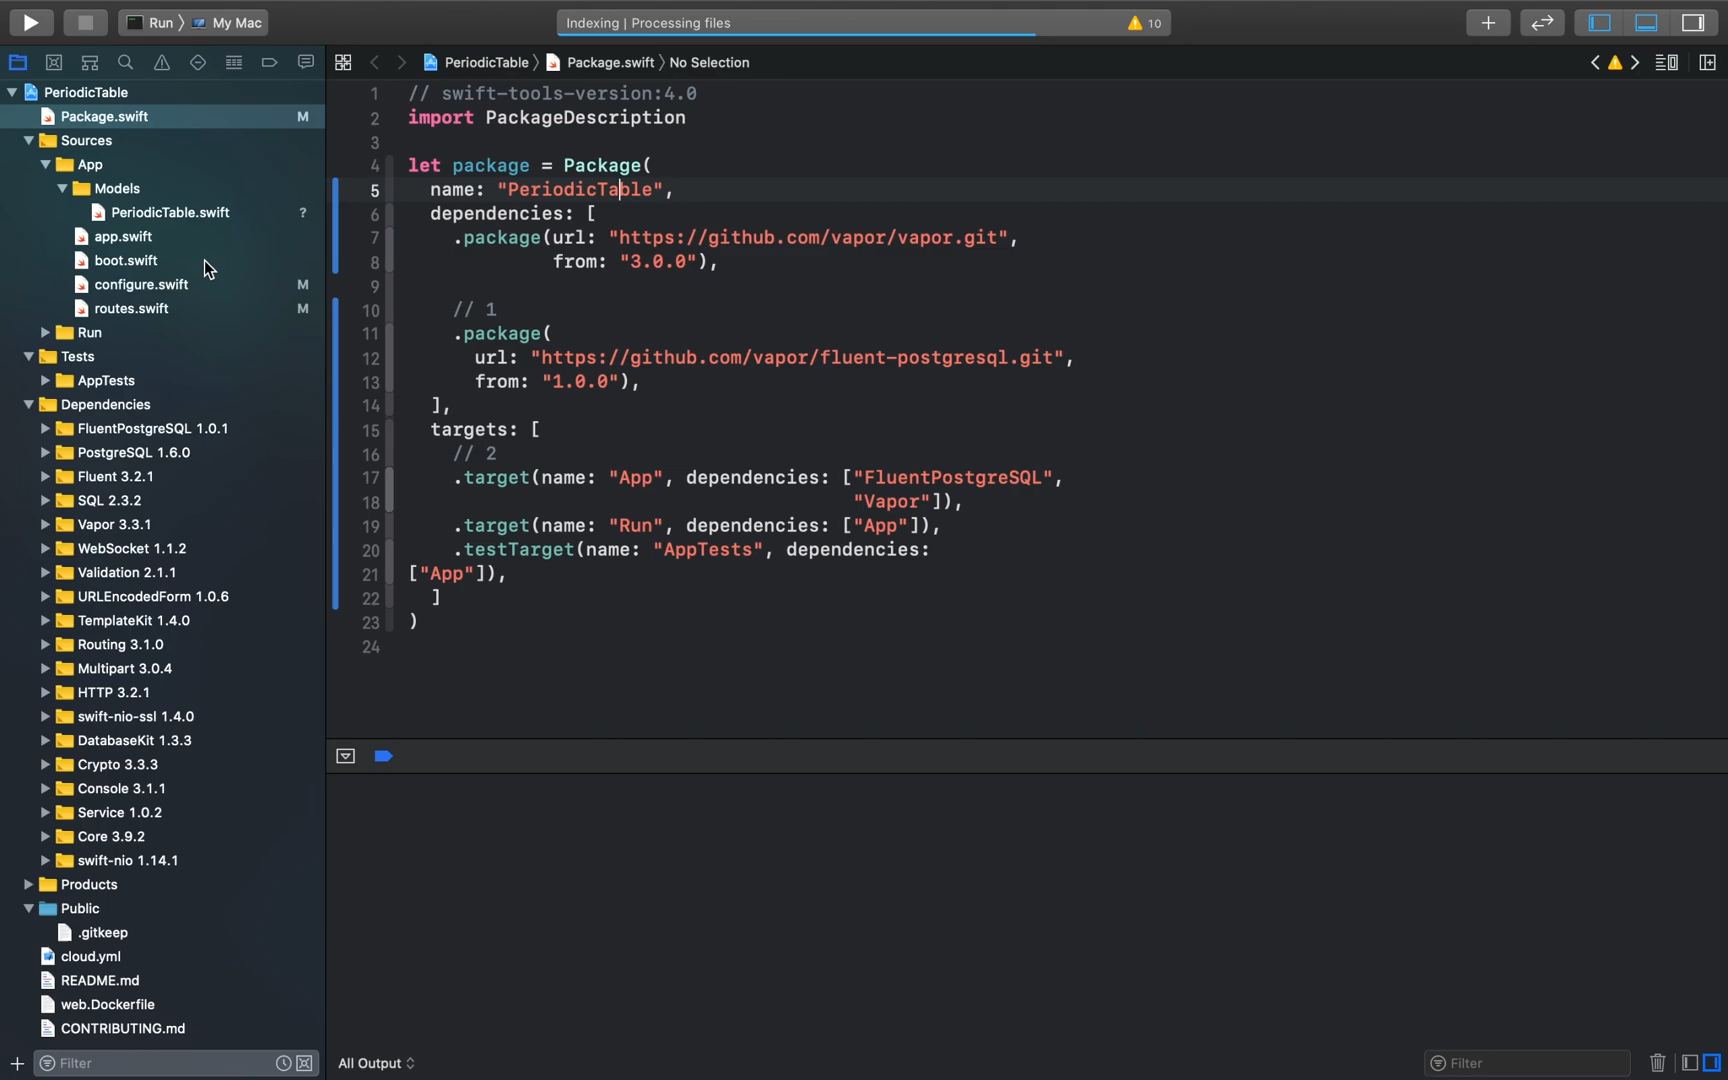 Run 〉 My Mac
Indexing | Processing files
10
PeriodicTable 〉 Package.swift 〉 No Selection
PeriodicTable
Package.swift M
Sources
App
Models
PeriodicTable.swift ?
app.swift
boot.swift
configure.swift M
routes.swift M
Run
Tests
AppTests
Dependencies
FluentPostgreSQL 1.0.1
PostgreSQL 1.6.0
Fluent 3.2.1
SQL 2.3.2
Vapor 3.3.1
WebSocket 1.1.2
Validation 2.1.1
URLEncodedForm 1.0.6
TemplateKit 1.4.0
Routing 3.1.0
Multipart 3.0.4
HTTP 3.2.1
swift-nio-ssl 1.4.0
DatabaseKit 1.3.3
Crypto 3.3.3
Console 3.1.1
Service 1.0.2
Core 3.9.2
swift-nio 1.14.1
Products
Public
.gitkeep
cloud.yml
README.md
web.Dockerfile
CONTRIBUTING.md
Filter
1 // swift-tools-version:4.0
2 import PackageDescription
3
4 let package = Package(
5 name: "PeriodicTable",
6 dependencies: [
7 .package(url: "https://github.com/vapor/vapor.git",
8 from: "3.0.0"),
9
10 // 1
11 .package(
12 url: "https://github.com/vapor/fluent-postgresql.git",
13 from: "1.0.0"),
14 ],
15 targets: [
16 // 2
17 .target(name: "App", dependencies: ["FluentPostgreSQL",
18 "Vapor"]),
19 .target(name: "Run", dependencies: ["App"]),
20 .testTarget(name: "AppTests", dependencies:
21 ["App"]),
22 ]
23 )
24
All Output
Filter